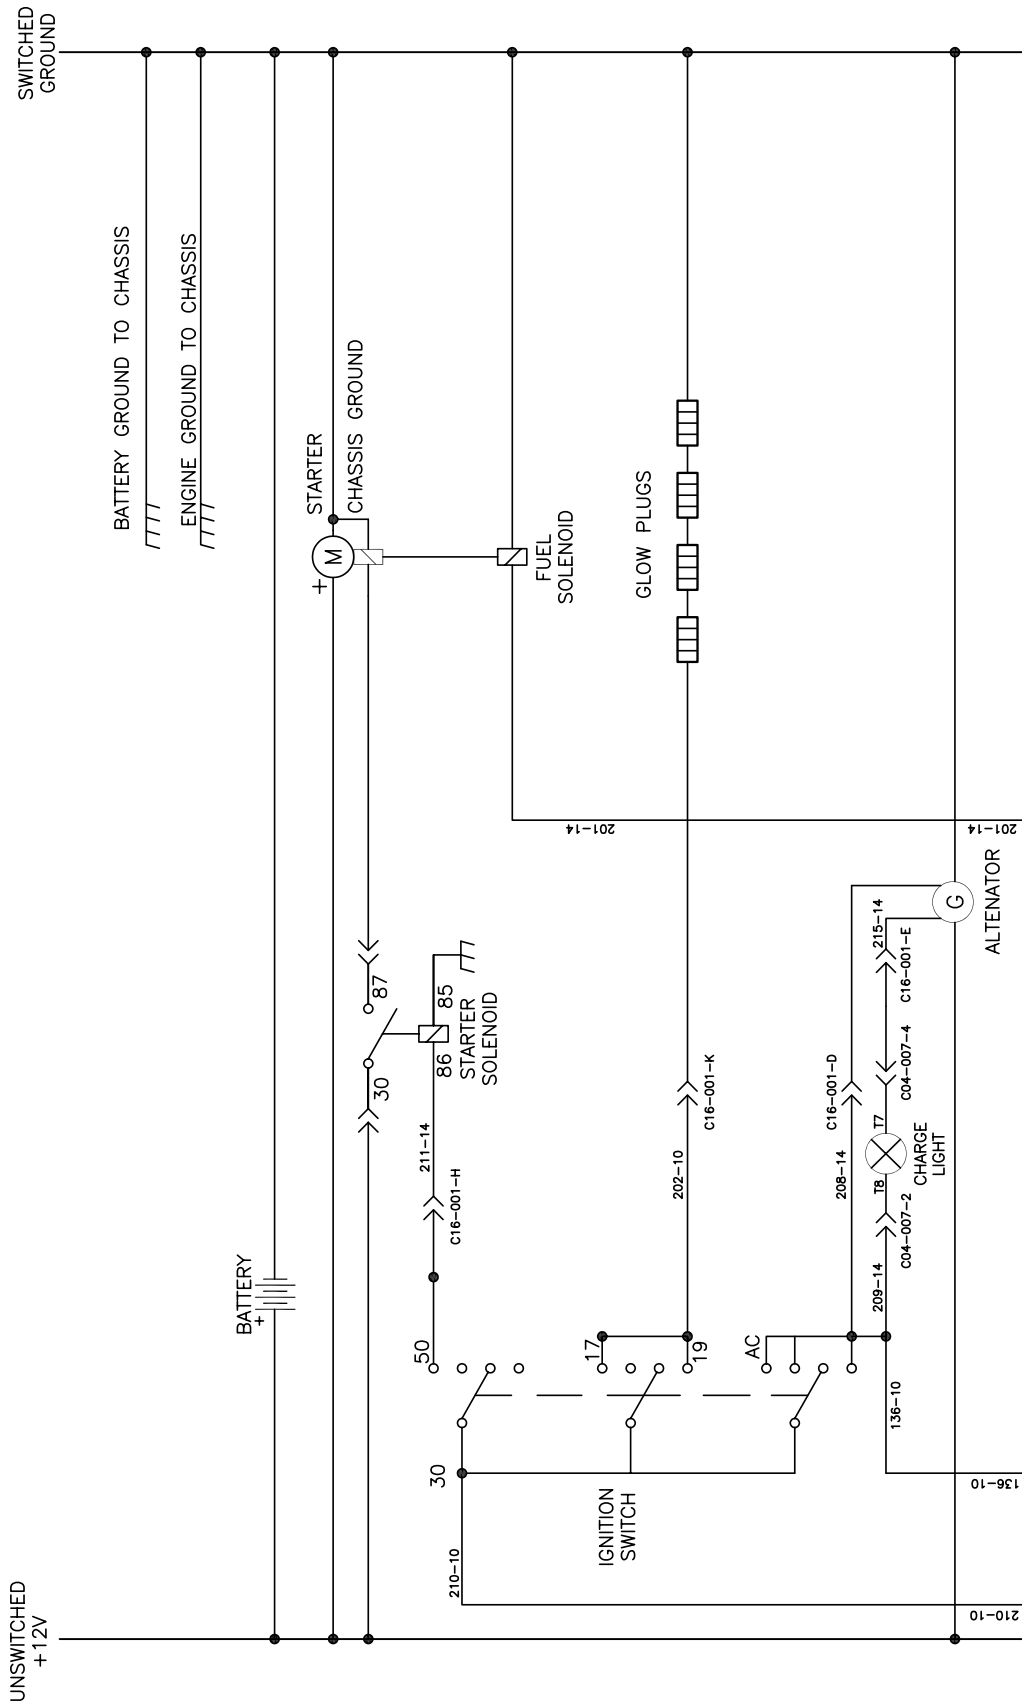 SWITCHED
GROUND
BATTERY GROUND TO CHASSIS
ENGINE GROUND TO CHASSIS
STARTER
CHASSIS GROUND
+
M
FUEL
SOLENOID
GLOW PLUGS
201-14
201-14
ALTENATOR
G
215-14
C16-001-E
87
85
86
30
STARTER
SOLENOID
211-14
C16-001-H
C16-001-K
202-10
C16-001-D
208-14
C04-007-4
T7
CHARGE
LIGHT
T8
C04-007-2
209-14
BATTERY
+
50
17
19
AC
136-10
136-10
30
IGNITION
SWITCH
210-10
210-10
UNSWITCHED
+12V